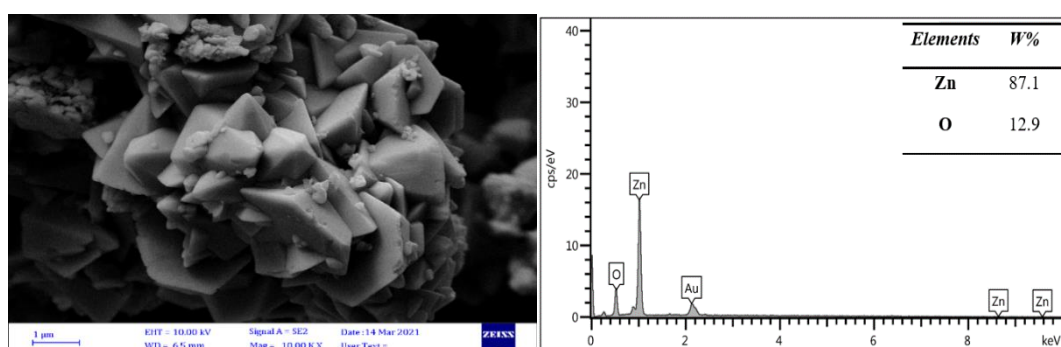 1 µm
EHT = 10.00 kV
WD = 6.5 mm
Signal A = SE2
Mag = 10.00 K X
Date :14 Mar 2021
User Text =
ZEISS
cps/eV
40
30
20
10
0
O
Zn
Au
Zn
Zn
0
2
4
6
8
keV
Elements W%
Zn 87.1
O 12.9